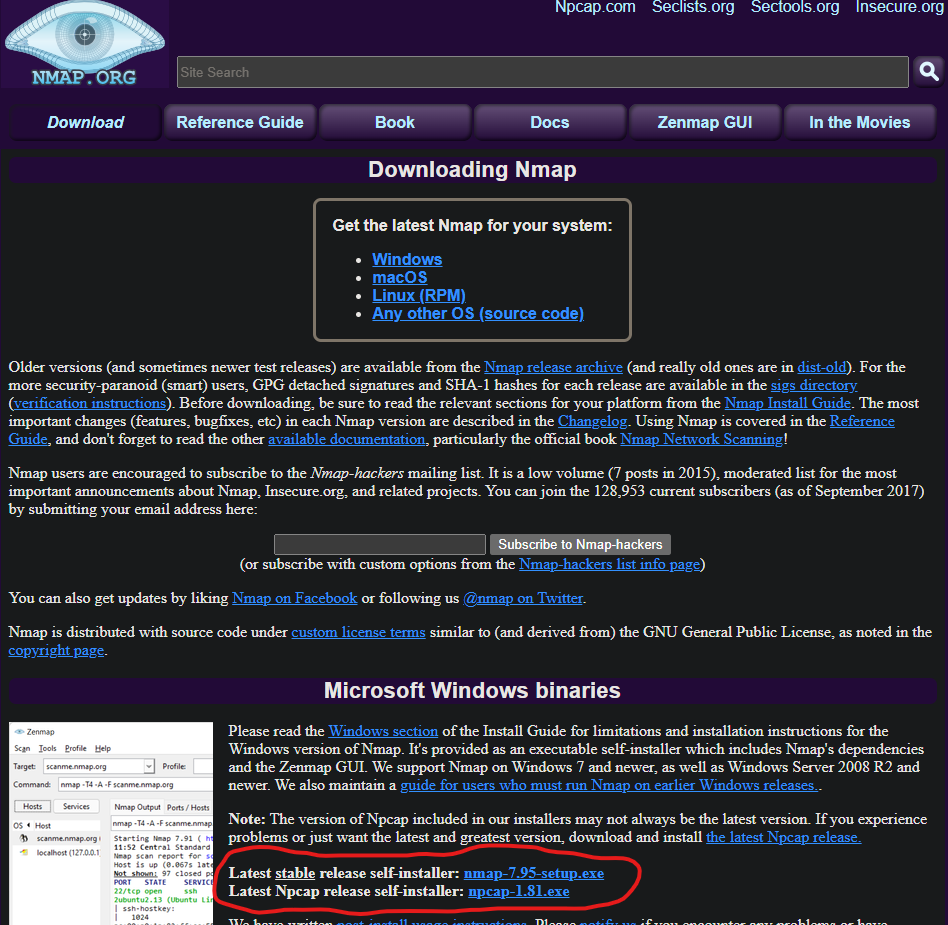 Npcap.com Seclists.org Sectools.org Insecure.org
NMAP.ORG
Site Search
Download Reference Guide Book Docs Zenmap GUI In the Movies
Downloading Nmap
Get the latest Nmap for your system:
Windows
macOS
Linux (RPM)
Any other OS (source code)
Older versions (and sometimes newer test releases) are available from the Nmap release archive (and really old ones are in dist-old). For the
more security-paranoid (smart) users, GPG detached signatures and SHA-1 hashes for each release are available in the sigs directory
(verification instructions). Before downloading, be sure to read the relevant sections for your platform from the Nmap Install Guide. The most
important changes (features, bugfixes, etc) in each Nmap version are described in the Changelog. Using Nmap is covered in the Reference
Guide, and don't forget to read the other available documentation, particularly the official book Nmap Network Scanning!
Nmap users are encouraged to subscribe to the Nmap-hackers mailing list. It is a low volume (7 posts in 2015), moderated list for the most
important announcements about Nmap, Insecure.org, and related projects. You can join the 128,953 current subscribers (as of September 2017)
by submitting your email address here:
Subscribe to Nmap-hackers
(or subscribe with custom options from the Nmap-hackers list info page)
You can also get updates by liking Nmap on Facebook or following us @nmap on Twitter.
Nmap is distributed with source code under custom license terms similar to (and derived from) the GNU General Public License, as noted in the
copyright page.
Microsoft Windows binaries
Zenmap
Scan Tools Profile Help
Target: scanme.nmap.org Profile:
Command: nmap -T4 -A -F scanme.nmap.org
Hosts Services Nmap Output Ports / Hosts
OS Host
scanme.nmap.org
localhost (127.0.0.1
nmap -T4 -A -F scanme.nmap.org
Starting Nmap 7.91 ( ht
11:52 Central Standard
Nmap scan report for
Host is up (0.067s late
Not shown: 97 closed po
PORT STATE SERVICE
22/tcp open ssh
2ubuntu2.13 (Ubuntu Lin
| ssh-hostkey:
| 1024
Please read the Windows section of the Install Guide for limitations and installation instructions for the
Windows version of Nmap. It's provided as an executable self-installer which includes Nmap's dependencies
and the Zenmap GUI. We support Nmap on Windows 7 and newer, as well as Windows Server 2008 R2 and
newer. We also maintain a guide for users who must run Nmap on earlier Windows releases..
Note: The version of Npcap included in our installers may not always be the latest version. If you experience
problems or just want the latest and greatest version, download and install the latest Npcap release.
Latest stable release self-installer: nmap-7.95-setup.exe
Latest Npcap release self-installer: npcap-1.81.exe
We have written post-install usage instructions. Please notify us if you encounter any problems or have